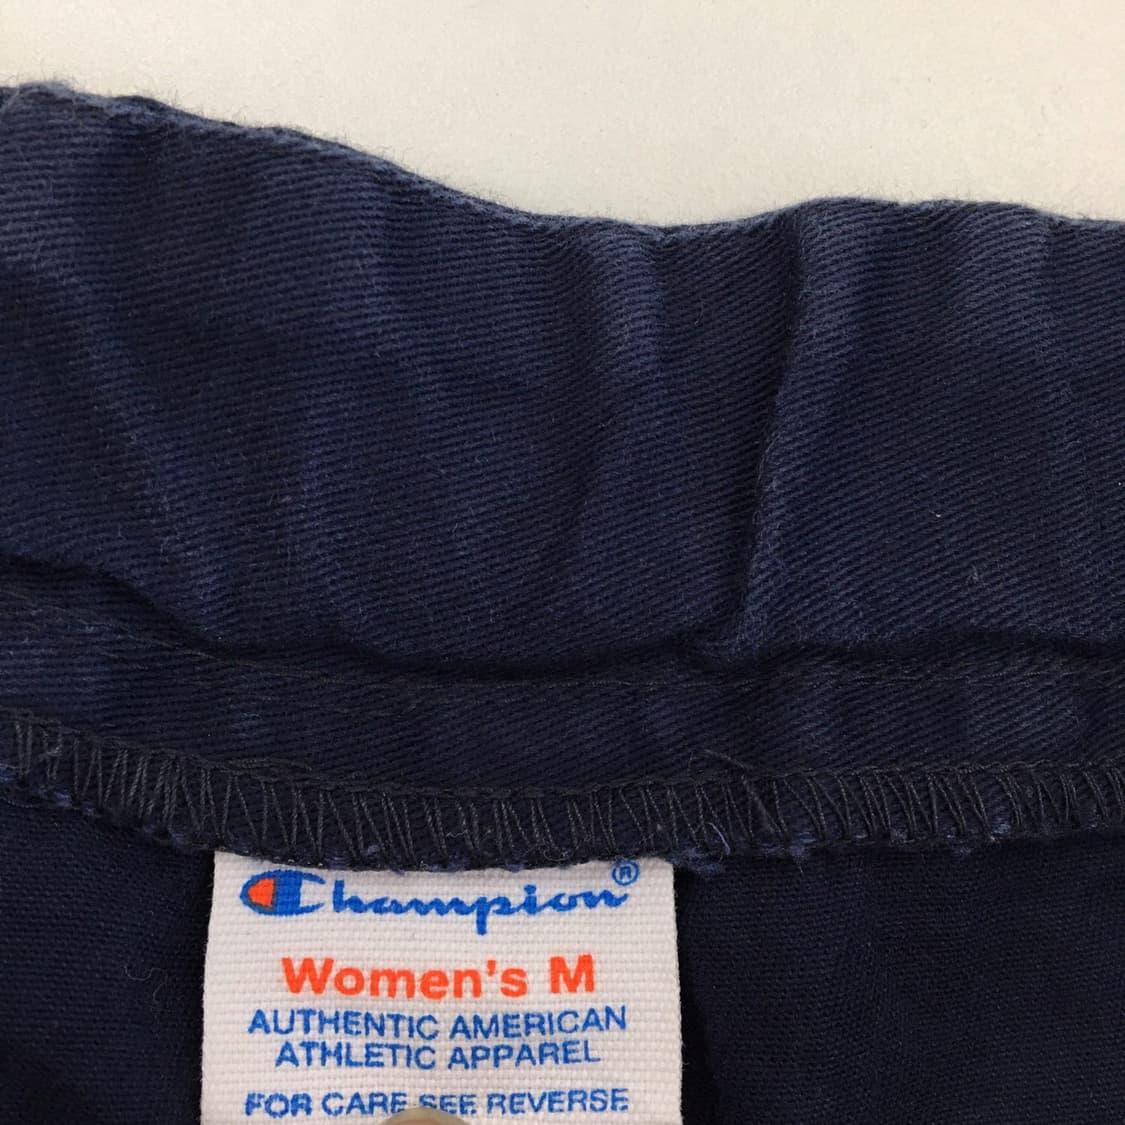 Champion®
Women's M
AUTHENTIC AMERICAN
ATHLETIC APPAREL
FOR CARE SEE REVERSE